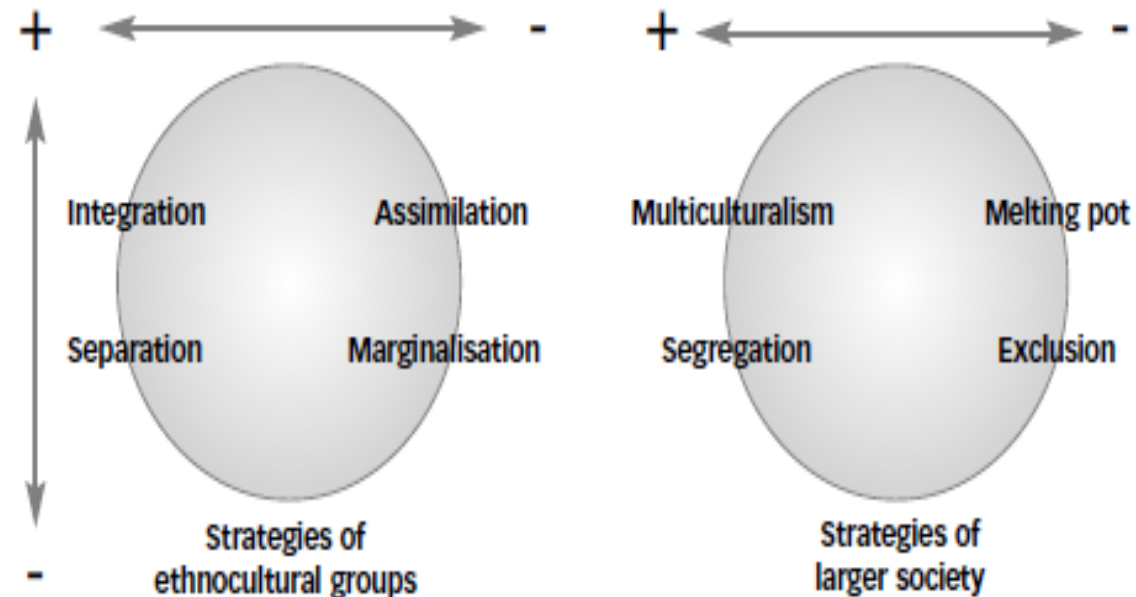 + - + -
Integration Assimilation Multiculturalism Melting pot
Separation Marginalisation Segregation Exclusion
Strategies of
ethnocultural groups
Strategies of
larger society
-